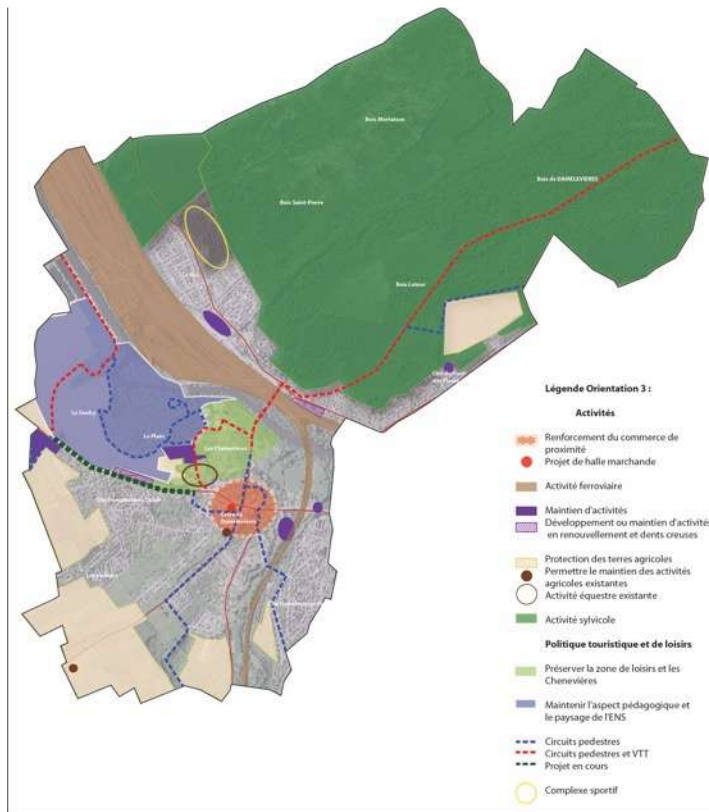 Bois Mortaison
Bois de DAMELEVIERES
Bois Saint-Pierre
Bois Lotour
Légende Orientation 3 :
Activités
Renforcement du commerce de
proximité
Projet de halle marchande
Activité ferroviaire
Maintien d'activités
Développement ou maintien d'activités
en renouvellement et dents creuses
Protection des terres agricoles
Permettre le maintien des activités
agricoles existantes
Activité équestre existante
Activité sylvicole
Politique touristique et de loisirs
Préserver la zone de loisirs et les
Chenevières
Maintenir l'aspect pédagogique et
le paysage de l'ENS
Circuits pedestres
Circuits pedestres et VTT
Projet en cours
Complexe sportif
Les Chenevières